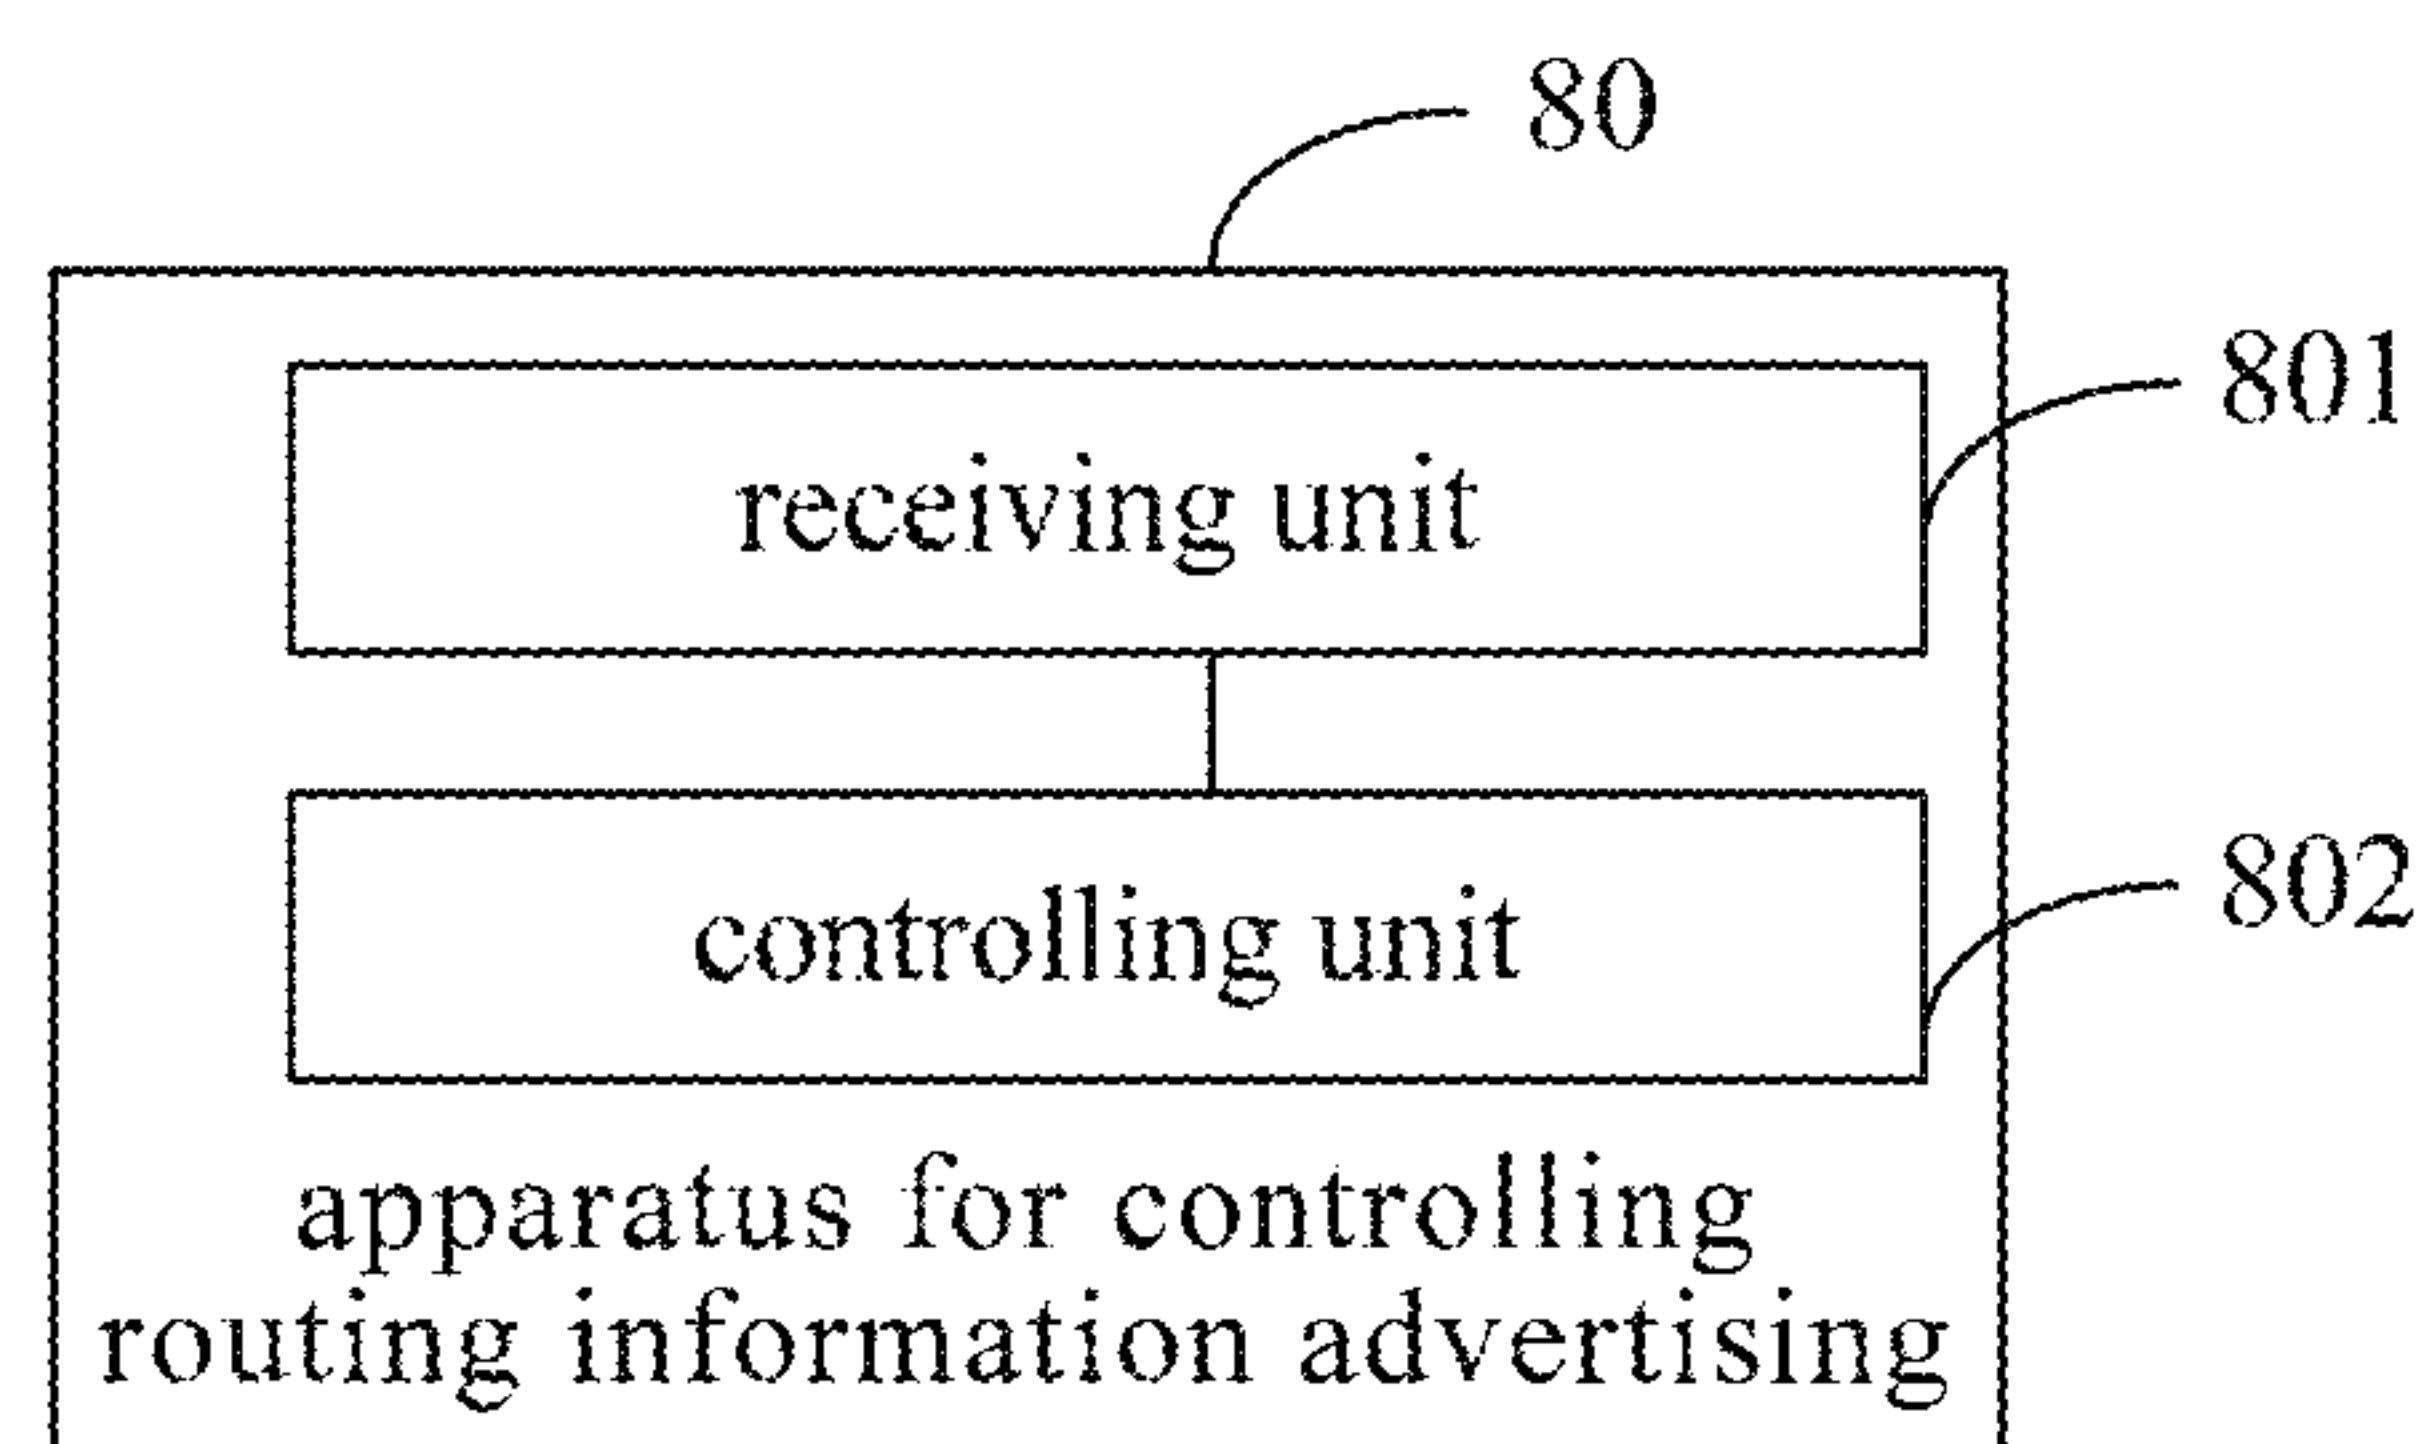 80
801
receiving unit
802
controlling unit
apparatus for controlling
routing information advertising